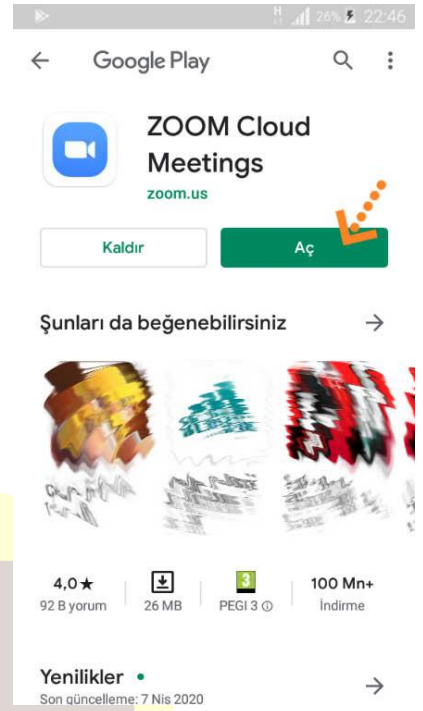 H 26% 22:46
Google Play
ZOOM Cloud
Meetings
zoom.us
Kaldır
Aç
Şunları da beğenebilirsiniz
4,0★
26 MB
3
PEGI 3
100 Mn+
92 B yorum
İndirme
Yenilikler
Son güncelleme: 7 Nis 2020